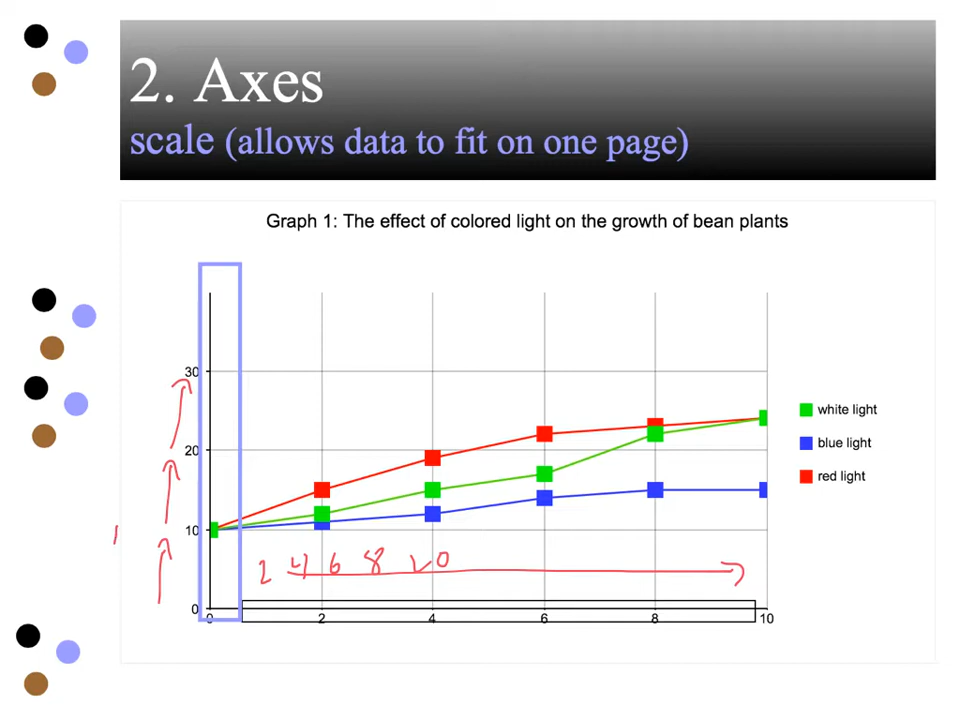 2. Axes
scale (allows data to fit on one page)
Graph 1: The effect of colored light on the growth of bean plants
30
20
10
0
2 4 6 8
0 2 4 6 8 10
white light
blue light
red light